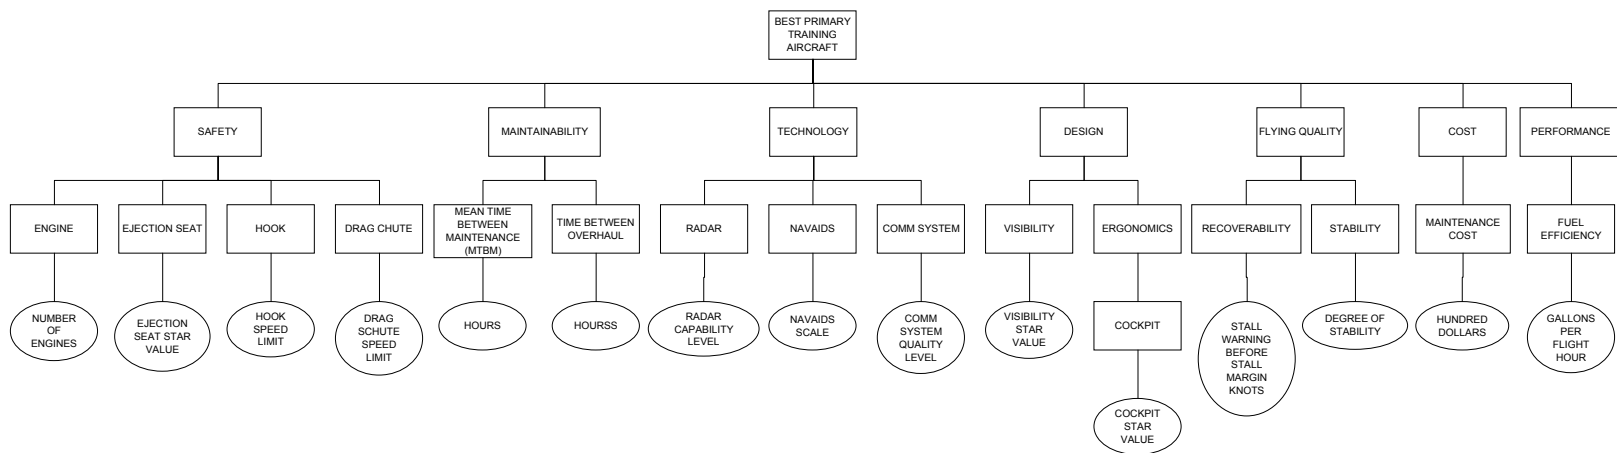 BEST PRIMARY
TRAINING
AIRCRAFT
SAFETY
MAINTAINABILITY
TECHNOLOGY
DESIGN
FLYING QUALITY
COST
PERFORMANCE
ENGINE
EJECTION SEAT
HOOK
DRAG CHUTE
MEAN TIME
BETWEEN
MAINTENANCE
(MTBM)
TIME BETWEEN
OVERHAUL
RADAR
NAVAIDS
COMM SYSTEM
VISIBILITY
ERGONOMICS
RECOVERABILITY
STABILITY
MAINTENANCE
COST
FUEL
EFFICIENCY
NUMBER
OF
ENGINES
EJECTION
SEAT STAR
VALUE
HOOK
SPEED
LIMIT
DRAG
SCHUTE
SPEED
LIMIT
HOURS
HOURSS
RADAR
CAPABILITY
LEVEL
NAVAIDS
SCALE
COMM
SYSTEM
QUALITY
LEVEL
VISIBILITY
STAR
VALUE
COCKPIT
STALL
WARNING
BEFORE
STALL
MARGIN
KNOTS
DEGREE OF
STABILITY
HUNDRED
DOLLARS
GALLONS
PER
FLIGHT
HOUR
COCKPIT
STAR
VALUE